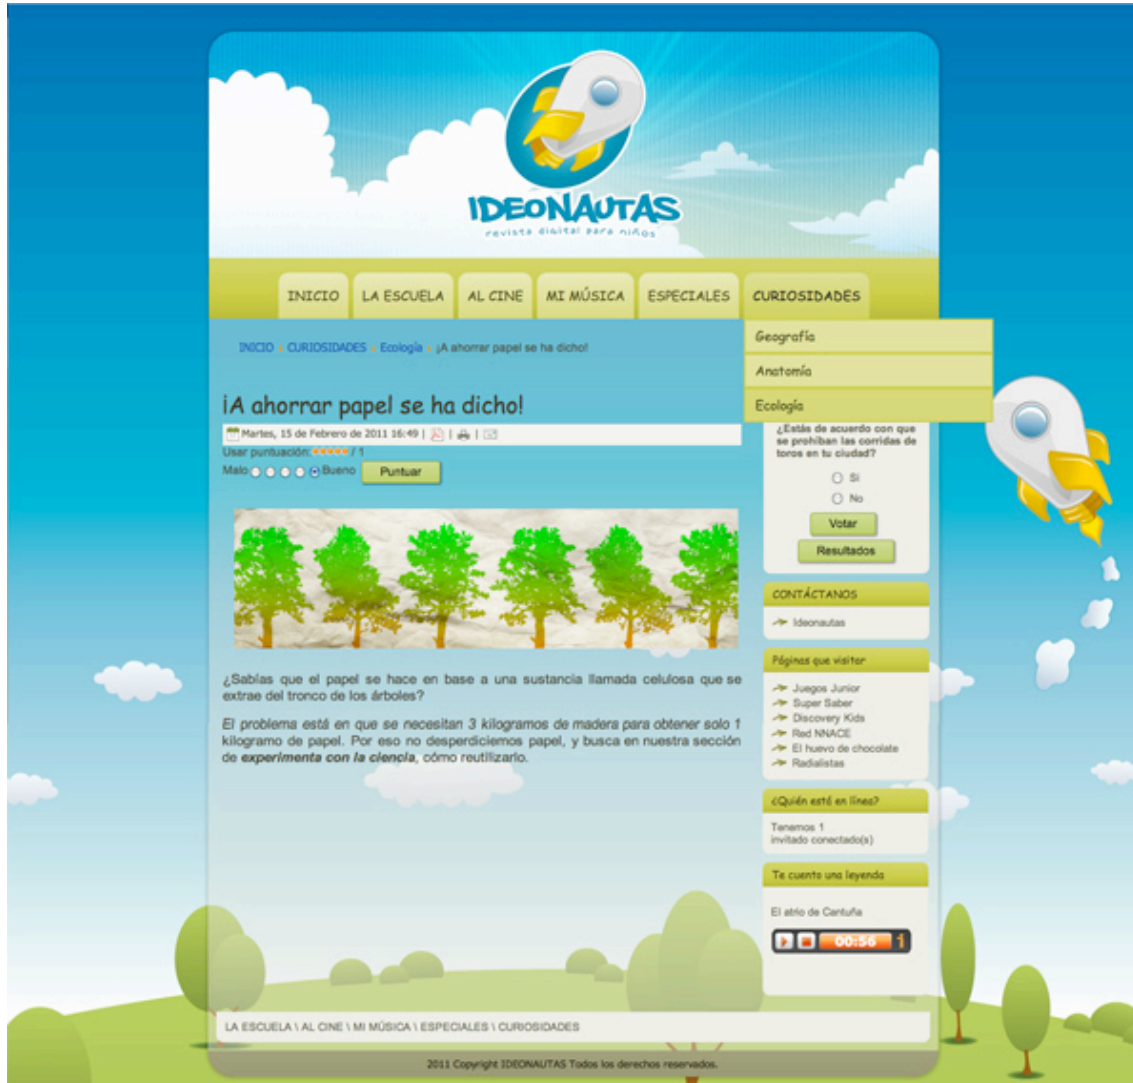 IDEONAUTAS
revista digital para niños
INICIO LA ESCUELA AL CINE MI MÚSICA ESPECIALES CURIOSIDADES
Geografía
Anatomía
Ecología
INICIO CURIOSIDADES Ecología ¡A ahorrar papel se ha dicho!
¡A ahorrar papel se ha dicho!
Martes, 15 de Febrero de 2011 16:49 | | |
Usar puntuación: / 1
Malo Bueno Puntuar
¿Sabías que el papel se hace en base a una sustancia llamada celulosa que se
extrae del tronco de los árboles?
El problema está en que se necesitan 3 kilogramos de madera para obtener solo 1
kilogramo de papel. Por eso no desperdiciemos papel, y busca en nuestra sección
de experimenta con la ciencia, cómo reutilizarlo.
¿Estás de acuerdo con que
se prohiban las corridas de
toros en tu ciudad?
Si
No
Votar
Resultados
CONTÁCTANOS
Ideonautas
Páginas que visitar
Juegos Junior
Super Saber
Discovery Kids
Red NNACE
El huevo de chocolate
Radialistas
¿Quién está en línea?
Tenemos 1
invitado conectado(s)
Te cuento una leyenda
El atrio de Cantuña
00:56
LA ESCUELA \ AL CINE \ MI MÚSICA \ ESPECIALES \ CURIOSIDADES
2011 Copyright IDEONAUTAS Todos los derechos reservados.